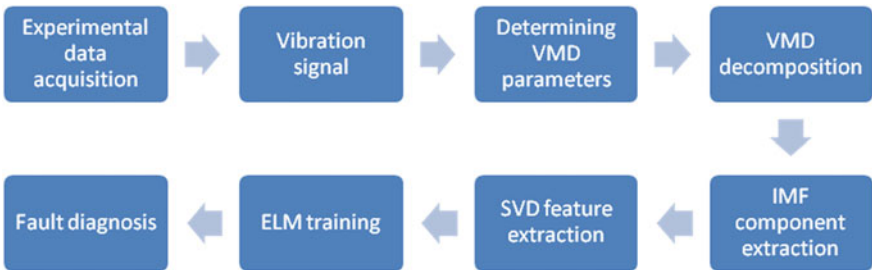 Experimental
data
acquisition
Vibration
signal
Determining
VMD
parameters
VMD
decomposition
IMF
component
extraction
SVD feature
extraction
ELM training
Fault diagnosis